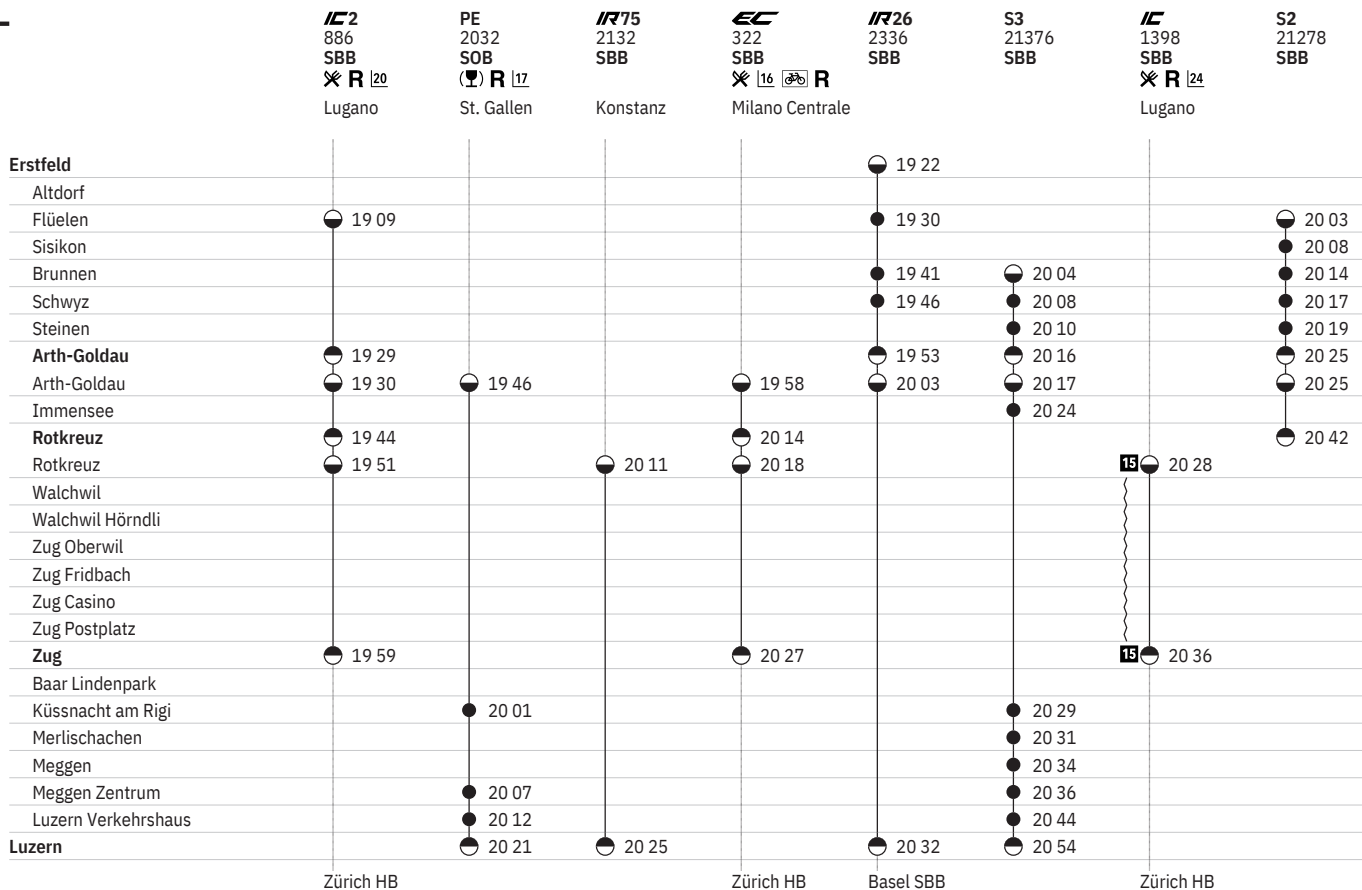 IC2 PE IR75 EC IR26 S3 IC S2
886 2032 2132 322 2336 21376 1398 21278
SBB SOB SBB SBB SBB SBB SBB SBB
R 20 R 17 16 R R 24
Lugano St. Gallen Konstanz Milano Centrale Lugano
Erstfeld 19 22
Altdorf
Flüelen 19 09 19 30 20 03
Sisikon 20 08
Brunnen 19 41 20 04 20 14
Schwyz 19 46 20 08 20 17
Steinen 20 10 20 19
Arth-Goldau 19 29 19 53 20 16 20 25
Arth-Goldau 19 30 19 46 19 58 20 03 20 17 20 25
Immensee 20 24
Rotkreuz 19 44 20 14 20 42
Rotkreuz 19 51 20 11 20 18 15 20 28
Walchwil
Walchwil Hörndli
Zug Oberwil
Zug Fridbach
Zug Casino
Zug Postplatz
Zug 19 59 20 27 15 20 36
Baar Lindenpark
Küssnacht am Rigi 20 01 20 29
Merlischachen 20 31
Meggen 20 34
Meggen Zentrum 20 07 20 36
Luzern Verkehrshaus 20 12 20 44
Luzern 20 21 20 25 20 32 20 54
Zürich HB Zürich HB Basel SBB Zürich HB